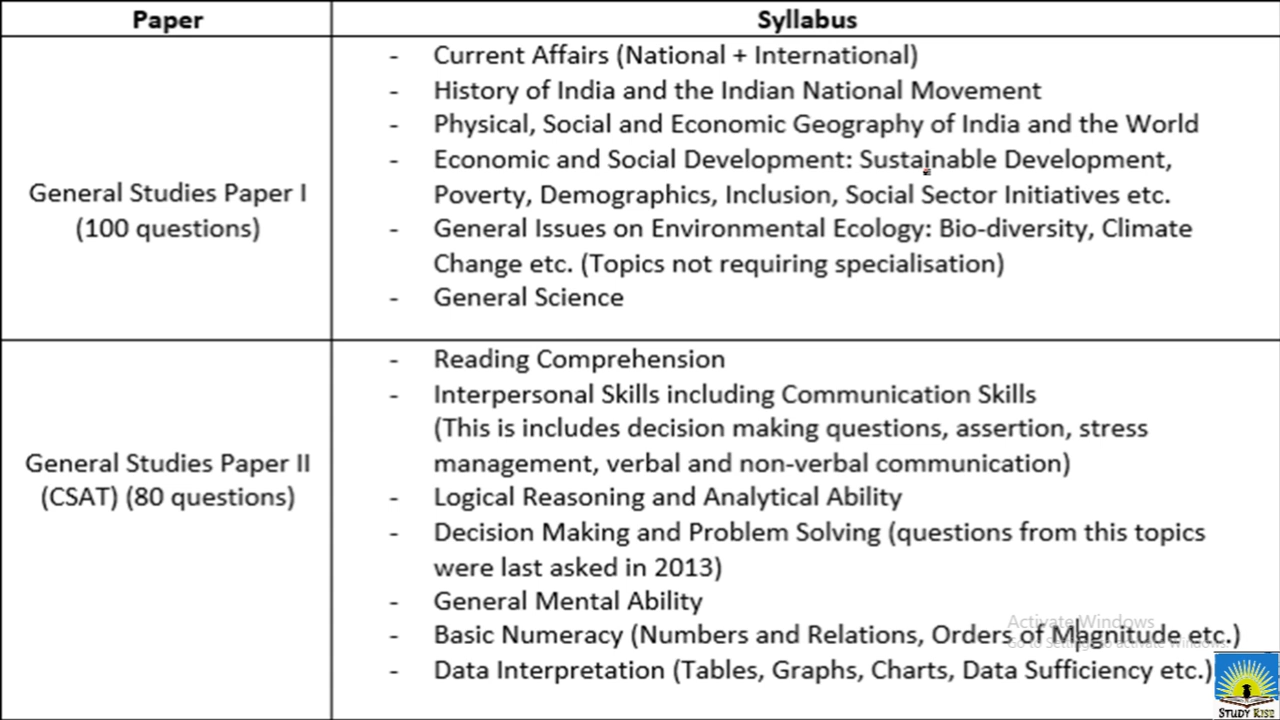 Paper
Syllabus
General Studies Paper I
(100 questions)
- Current Affairs (National + International)
- History of India and the Indian National Movement
- Physical, Social and Economic Geography of India and the World
- Economic and Social Development: Sustainable Development,
Poverty, Demographics, Inclusion, Social Sector Initiatives etc.
- General Issues on Environmental Ecology: Bio-diversity, Climate
Change etc. (Topics not requiring specialisation)
- General Science
General Studies Paper II
(CSAT) (80 questions)
- Reading Comprehension
- Interpersonal Skills including Communication Skills
(This is includes decision making questions, assertion, stress
management, verbal and non-verbal communication)
- Logical Reasoning and Analytical Ability
- Decision Making and Problem Solving (questions from this topics
were last asked in 2013)
- General Mental Ability
- Basic Numeracy (Numbers and Relations, Orders of Magnitude etc.)
- Data Interpretation (Tables, Graphs, Charts, Data Sufficiency etc.)
Activate Windows
Go to Settings to activate Windows.
STUDY RISE